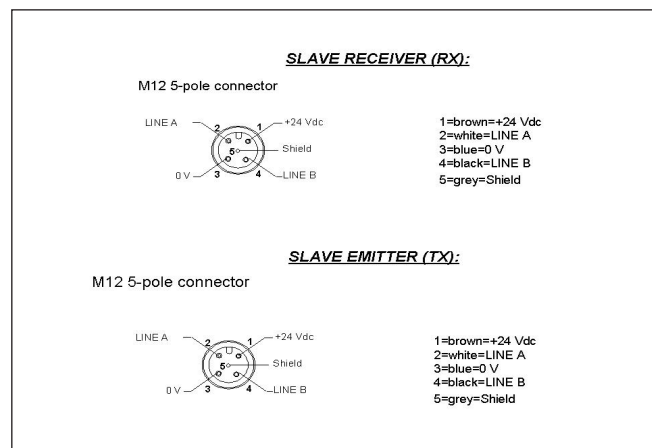 SLAVE RECEIVER (RX):
M12 5-pole connector
LINE A
2
1
+24 Vdc
5
Shield
0 V
3
4
LINE B
1=brown=+24 Vdc
2=white=LINE A
3=blue=0 V
4=black=LINE B
5=grey=Shield
SLAVE EMITTER (TX):
M12 5-pole connector
LINE A
2
1
+24 Vdc
5
Shield
0 V
3
4
LINE B
1=brown=+24 Vdc
2=white=LINE A
3=blue=0 V
4=black=LINE B
5=grey=Shield